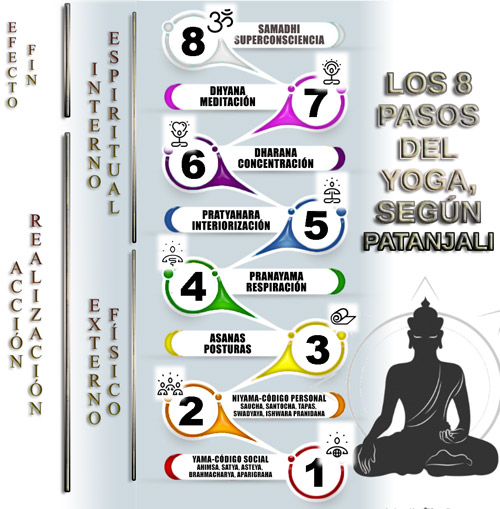 EFECTO
FIN
ESPIRITUAL
INTERNO
REALIZACIÓN
ACCIÓN
FÍSICO
EXTERNO
LOS 8
PASOS
DEL
YOGA,
SEGÚN
PATANJALI
8
ॐ
SAMADHI
SUPERCONSCIENCIA
DHYANA
MEDITACIÓN
7
6
DHARANA
CONCENTRACIÓN
PRATYAHARA
INTERIORIZACIÓN
5
4
PRANAYAMA
RESPIRACIÓN
ASANAS
POSTURAS
3
2
NIYAMA-CÓDIGO PERSONAL
SAUCHA, SANTOCHA, TAPAS,
SWADYAYA, ISHWARA PRANIDANA
YAMA-CÓDIGO SOCIAL
AHIMSA, SATYA, ASTEYA,
BRAHMACHARYA, APARIGRANA
1